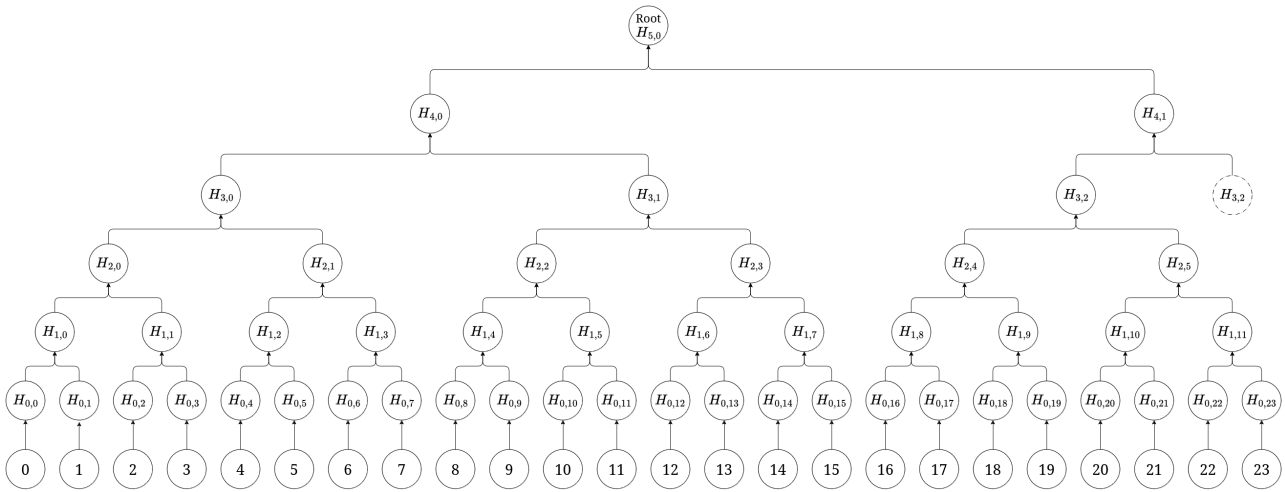 Root
H5,0
H4,0 H4,1
H3,0 H3,1 H3,2 H3,2
H2,0 H2,1 H2,2 H2,3 H2,4 H2,5
H1,0 H1,1 H1,2 H1,3 H1,4 H1,5 H1,6 H1,7 H1,8 H1,9 H1,10 H1,11
H0,0 H0,1 H0,2 H0,3 H0,4 H0,5 H0,6 H0,7 H0,8 H0,9 H0,10 H0,11 H0,12 H0,13 H0,14 H0,15 H0,16 H0,17 H0,18 H0,19 H0,20 H0,21 H0,22 H0,23
0 1 2 3 4 5 6 7 8 9 10 11 12 13 14 15 16 17 18 19 20 21 22 23